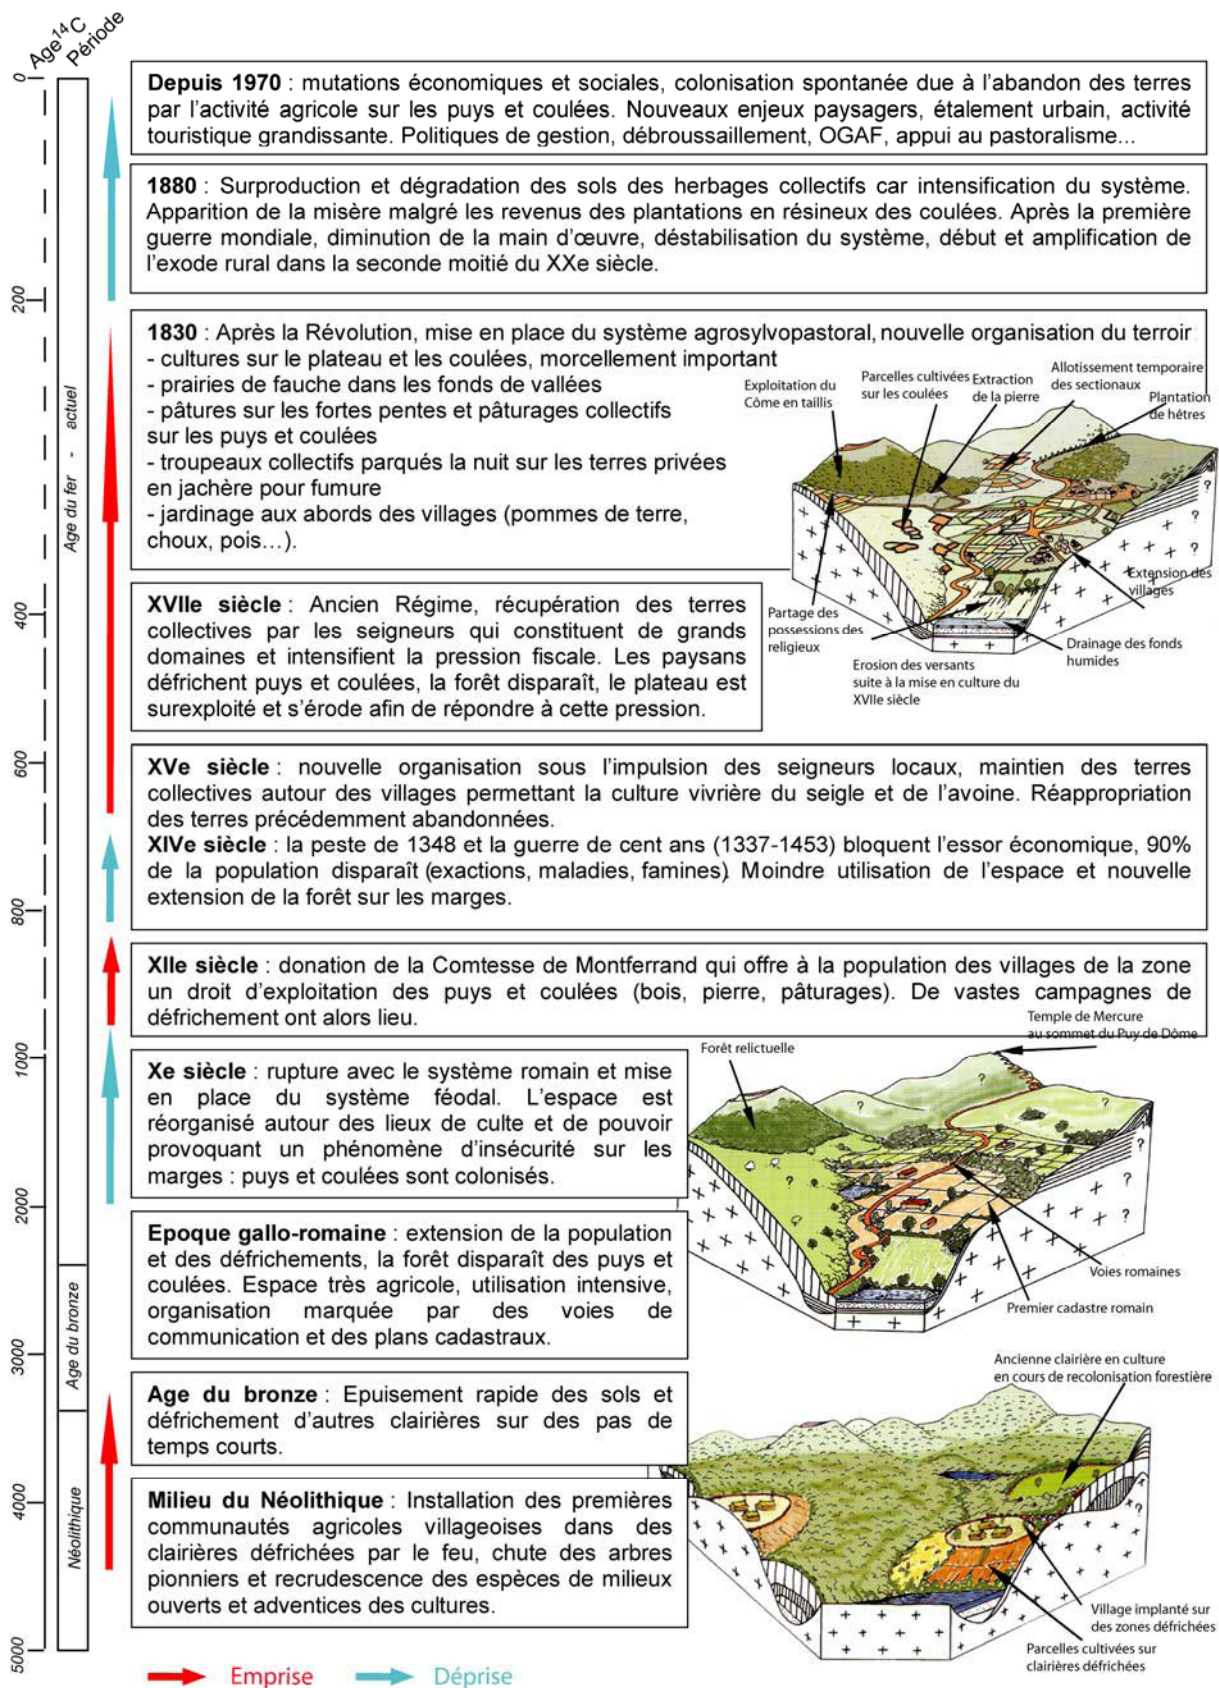 Age14C
Période
0
200
400
600
800
1000
2000
3000
4000
5000
Age du fer - actuel
Age du bronze
Néolithique
Depuis 1970 : mutations économiques et sociales, colonisation spontanée due à l'abandon des terres
par l'activité agricole sur les puys et coulées. Nouveaux enjeux paysagers, étalement urbain, activité
touristique grandissante. Politiques de gestion, débroussaillement, OGAF, appui au pastoralisme...
1880 : Surproduction et dégradation des sols des herbages collectifs car intensification du système.
Apparition de la misère malgré les revenus des plantations en résineux des coulées. Après la première
guerre mondiale, diminution de la main d'œuvre, déstabilisation du système, début et amplification de
l'exode rural dans la seconde moitié du XXe siècle.
1830 : Après la Révolution, mise en place du système agrosylvopastoral, nouvelle organisation du terroir :
- cultures sur le plateau et les coulées, morcellement important
- prairies de fauche dans les fonds de vallées
- pâtures sur les fortes pentes et pâturages collectifs
sur les puys et coulées
- troupeaux collectifs parqués la nuit sur les terres privées
en jachère pour fumure
- jardinage aux abords des villages (pommes de terre,
choux, pois...).
Exploitation du
Côme en taillis
Parcelles cultivées
sur les coulées
Extraction
de la pierre
Allotissement temporaire
des sectionaux
Plantation
de hêtres
?
?
?
Extension des
villages
Partage des
possessions des
religieux
Drainage des fonds
humides
Erosion des versants
suite à la mise en culture du
XVIIe siècle
XVIIe siècle : Ancien Régime, récupération des terres
collectives par les seigneurs qui constituent de grands
domaines et intensifient la pression fiscale. Les paysans
défrichent puys et coulées, la forêt disparaît, le plateau est
surexploité et s'érode afin de répondre à cette pression.
XVe siècle : nouvelle organisation sous l'impulsion des seigneurs locaux, maintien des terres
collectives autour des villages permettant la culture vivrière du seigle et de l'avoine. Réappropriation
des terres précédemment abandonnées.
XIVe siècle : la peste de 1348 et la guerre de cent ans (1337-1453) bloquent l'essor économique, 90%
de la population disparaît (exactions, maladies, famines). Moindre utilisation de l'espace et nouvelle
extension de la forêt sur les marges.
XIIe siècle : donation de la Comtesse de Montferrand qui offre à la population des villages de la zone
un droit d'exploitation des puys et coulées (bois, pierre, pâturages). De vastes campagnes de
défrichement ont alors lieu.
Temple de Mercure
au sommet du Puy de Dôme
Forêt relictuelle
?
?
?
?
?
?
Voies romaines
Premier cadastre romain
Xe siècle : rupture avec le système romain et mise
en place du système féodal. L'espace est
réorganisé autour des lieux de culte et de pouvoir
provoquant un phénomène d'insécurité sur les
marges : puys et coulées sont colonisés.
Epoque gallo-romaine : extension de la population
et des défrichements, la forêt disparaît des puys et
coulées. Espace très agricole, utilisation intensive,
organisation marquée par des voies de
communication et des plans cadastraux.
Age du bronze : Epuisement rapide des sols et
défrichement d'autres clairières sur des pas de
temps courts.
Ancienne clairière en culture
en cours de recolonisation forestière
Milieu du Néolithique : Installation des premières
communautés agricoles villageoises dans des
clairières défrichées par le feu, chute des arbres
pionniers et recrudescence des espèces de milieux
ouverts et adventices des cultures.
Village implanté sur
des zones défrichées
Parcelles cultivées sur
clairières défrichées
Emprise
Déprise